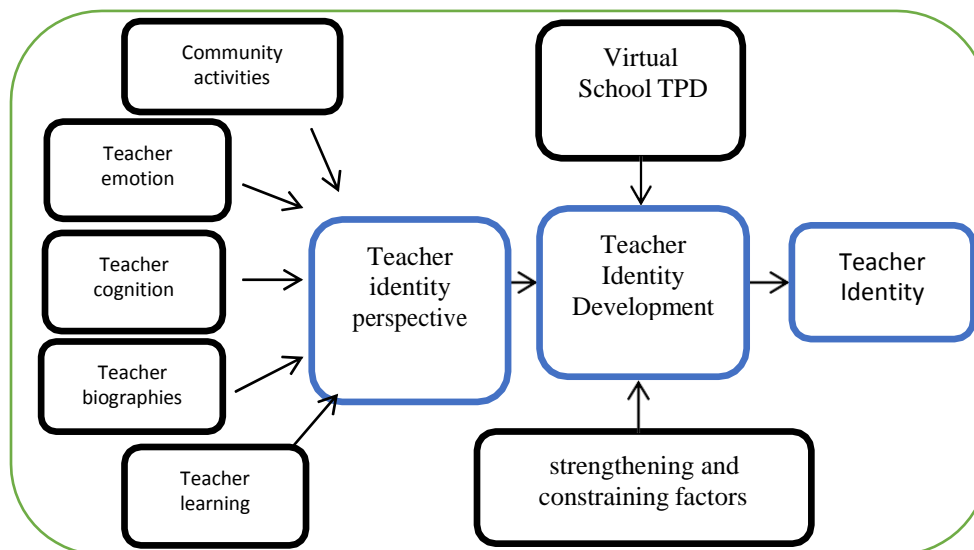 Community
activities
Teacher
emotion
Teacher
cognition
Teacher
biographies
Teacher
learning
Teacher
identity
perspective
Virtual
School TPD
Teacher
Identity
Development
strengthening and
constraining factors
Teacher
Identity